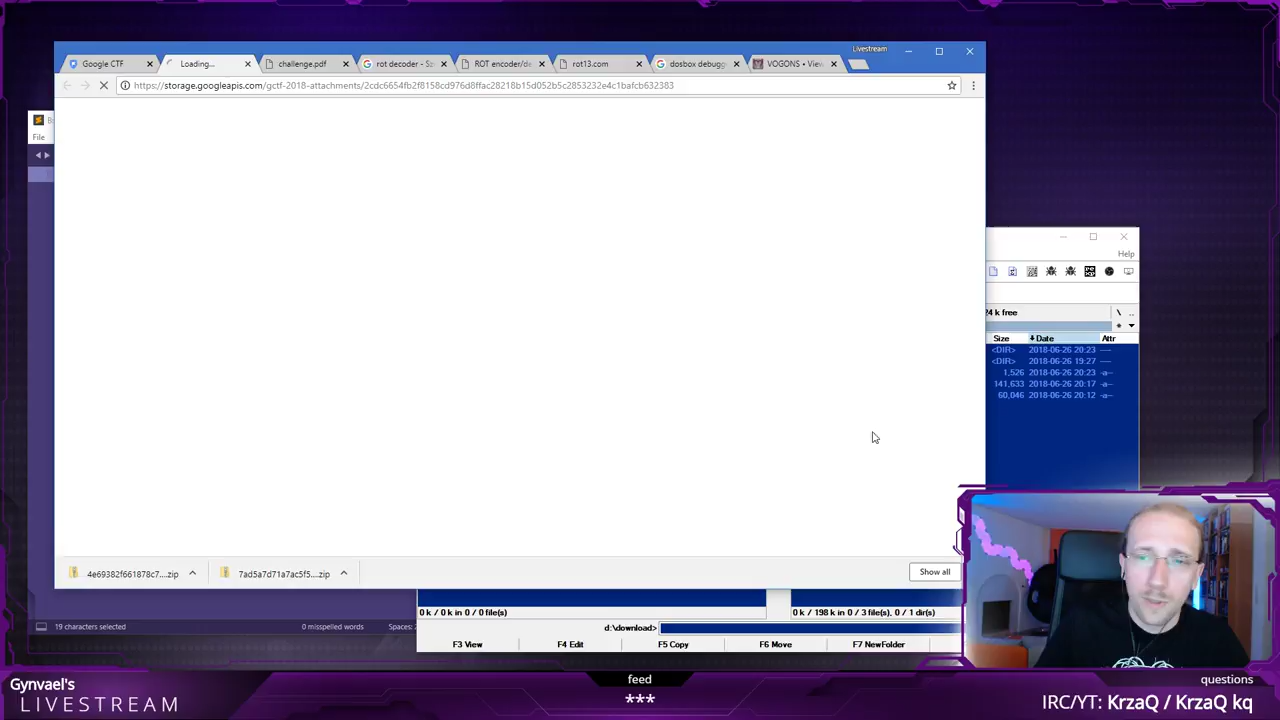 Livestream
Google CTF
Loading...
challenge.pdf
rot decoder - Sz
ROT encoder/de
rot13.com
dosbox debugg
VOGONS • View
https://storage.googleapis.com/gctf-2018-attachments/2cdc6654fb2f8158cd976d8ffac28218b15d052b5c2853232e4c1bafcb632383
File
Help
24 k free
\ ..
* ▼
Size Date Attr
<DIR> 2018-06-26 20:23 ----
<DIR> 2018-06-26 19:27 ----
1,526 2018-06-26 20:23 -a--
141,633 2018-06-26 20:17 -a--
60,046 2018-06-26 20:12 -a--
4e69382f661878c7....zip
7ad5a7d71a7ac5f5....zip
Show all
0 k / 0 k in 0 / 0 file(s)
0 k / 198 k in 0 / 3 file(s), 0 / 1 dir(s)
19 characters selected
0 misspelled words
Spaces:
d:\download>
F3 View
F4 Edit
F5 Copy
F6 Move
F7 NewFolder
Gynvael's
LIVESTREAM
feed
***
questions
IRC/YT: KrzaQ / KrzaQ kq